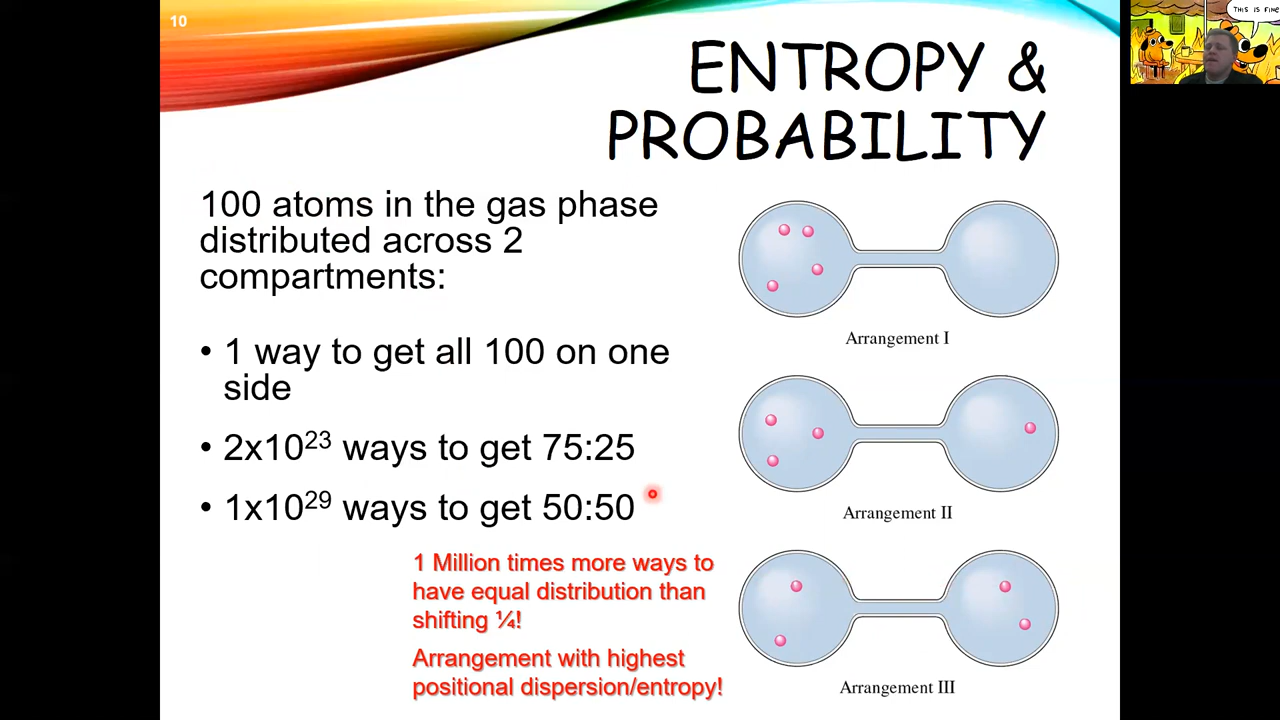 10
THIS IS FINE
ENTROPY &
PROBABILITY
100 atoms in the gas phase
distributed across 2
compartments:
• 1 way to get all 100 on one
side
• 2x10²³ ways to get 75:25
• 1x10²⁹ ways to get 50:50
1 Million times more ways to
have equal distribution than
shifting ¼!
Arrangement with highest
positional dispersion/entropy!
Arrangement I
Arrangement II
Arrangement III